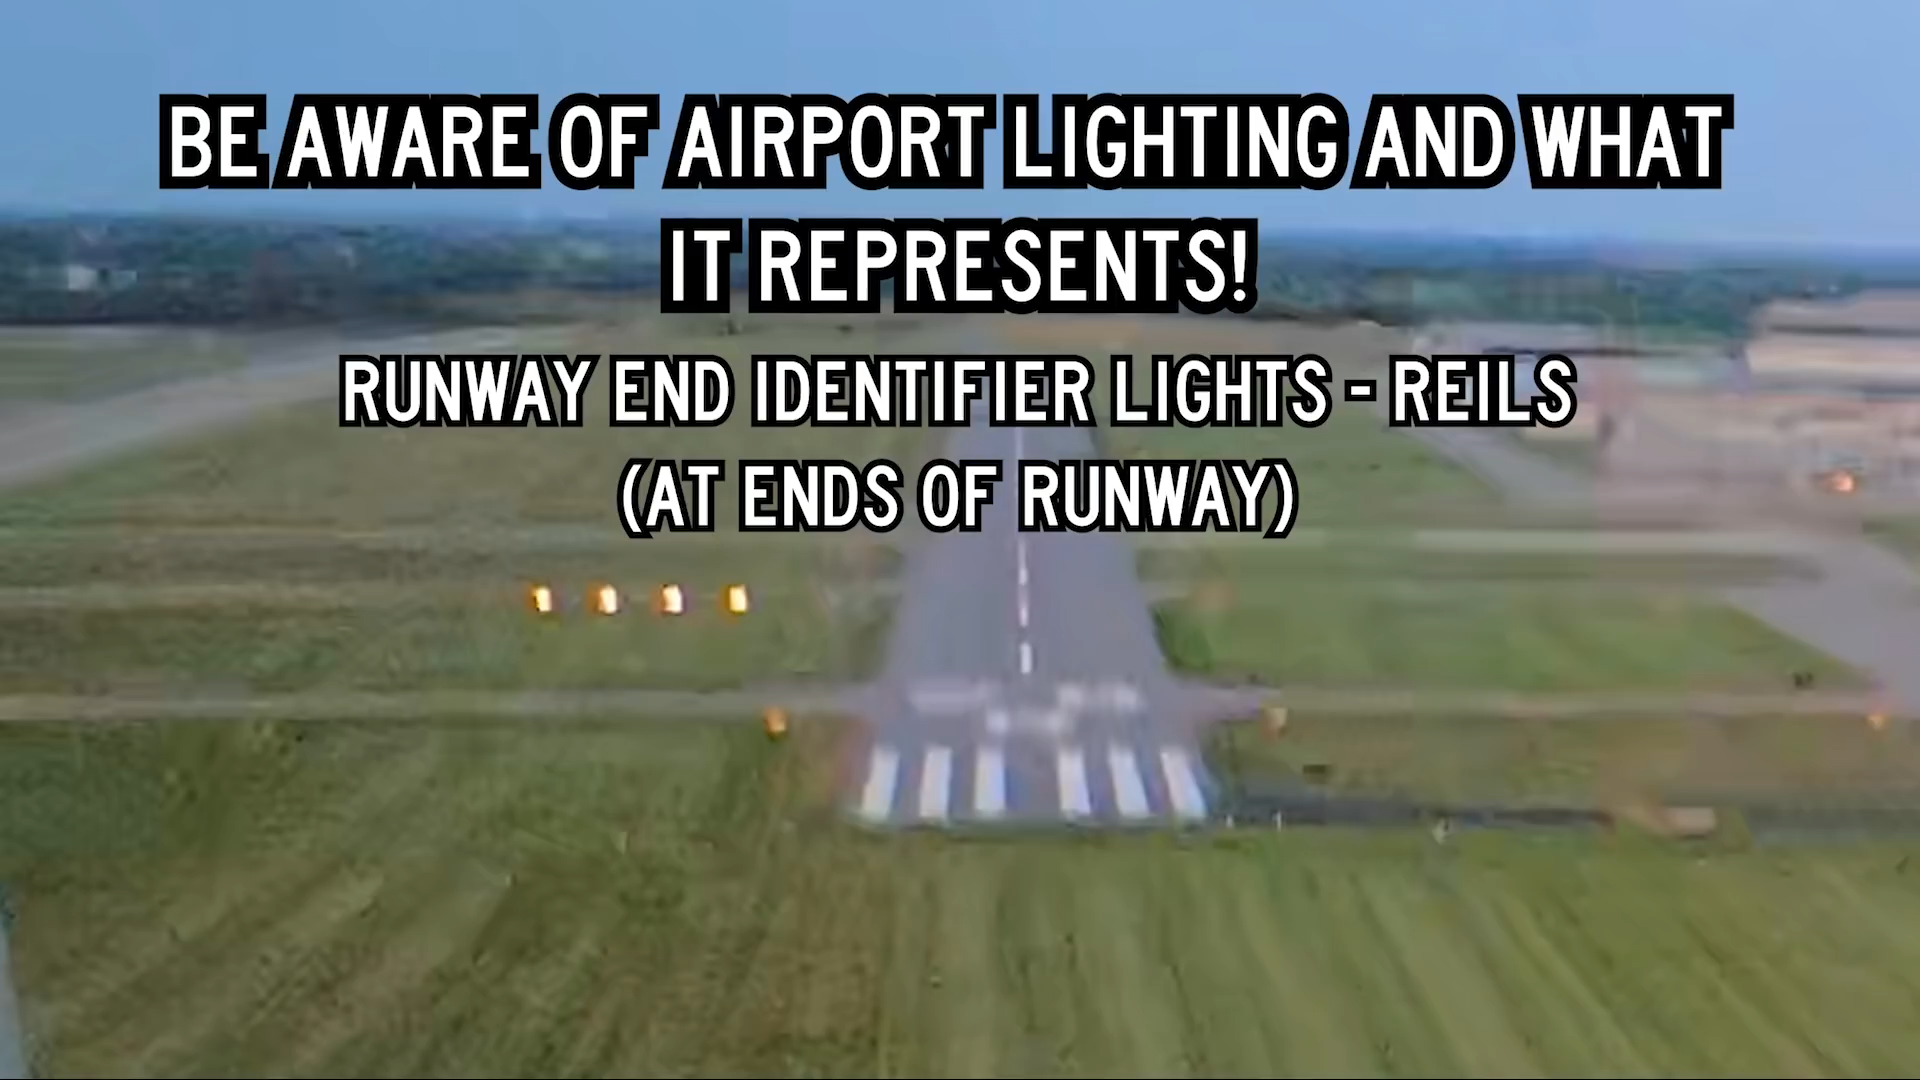 BE AWARE OF AIRPORT LIGHTING AND WHAT
IT REPRESENTS!
RUNWAY END IDENTIFIER LIGHTS - REILS
(AT ENDS OF RUNWAY)